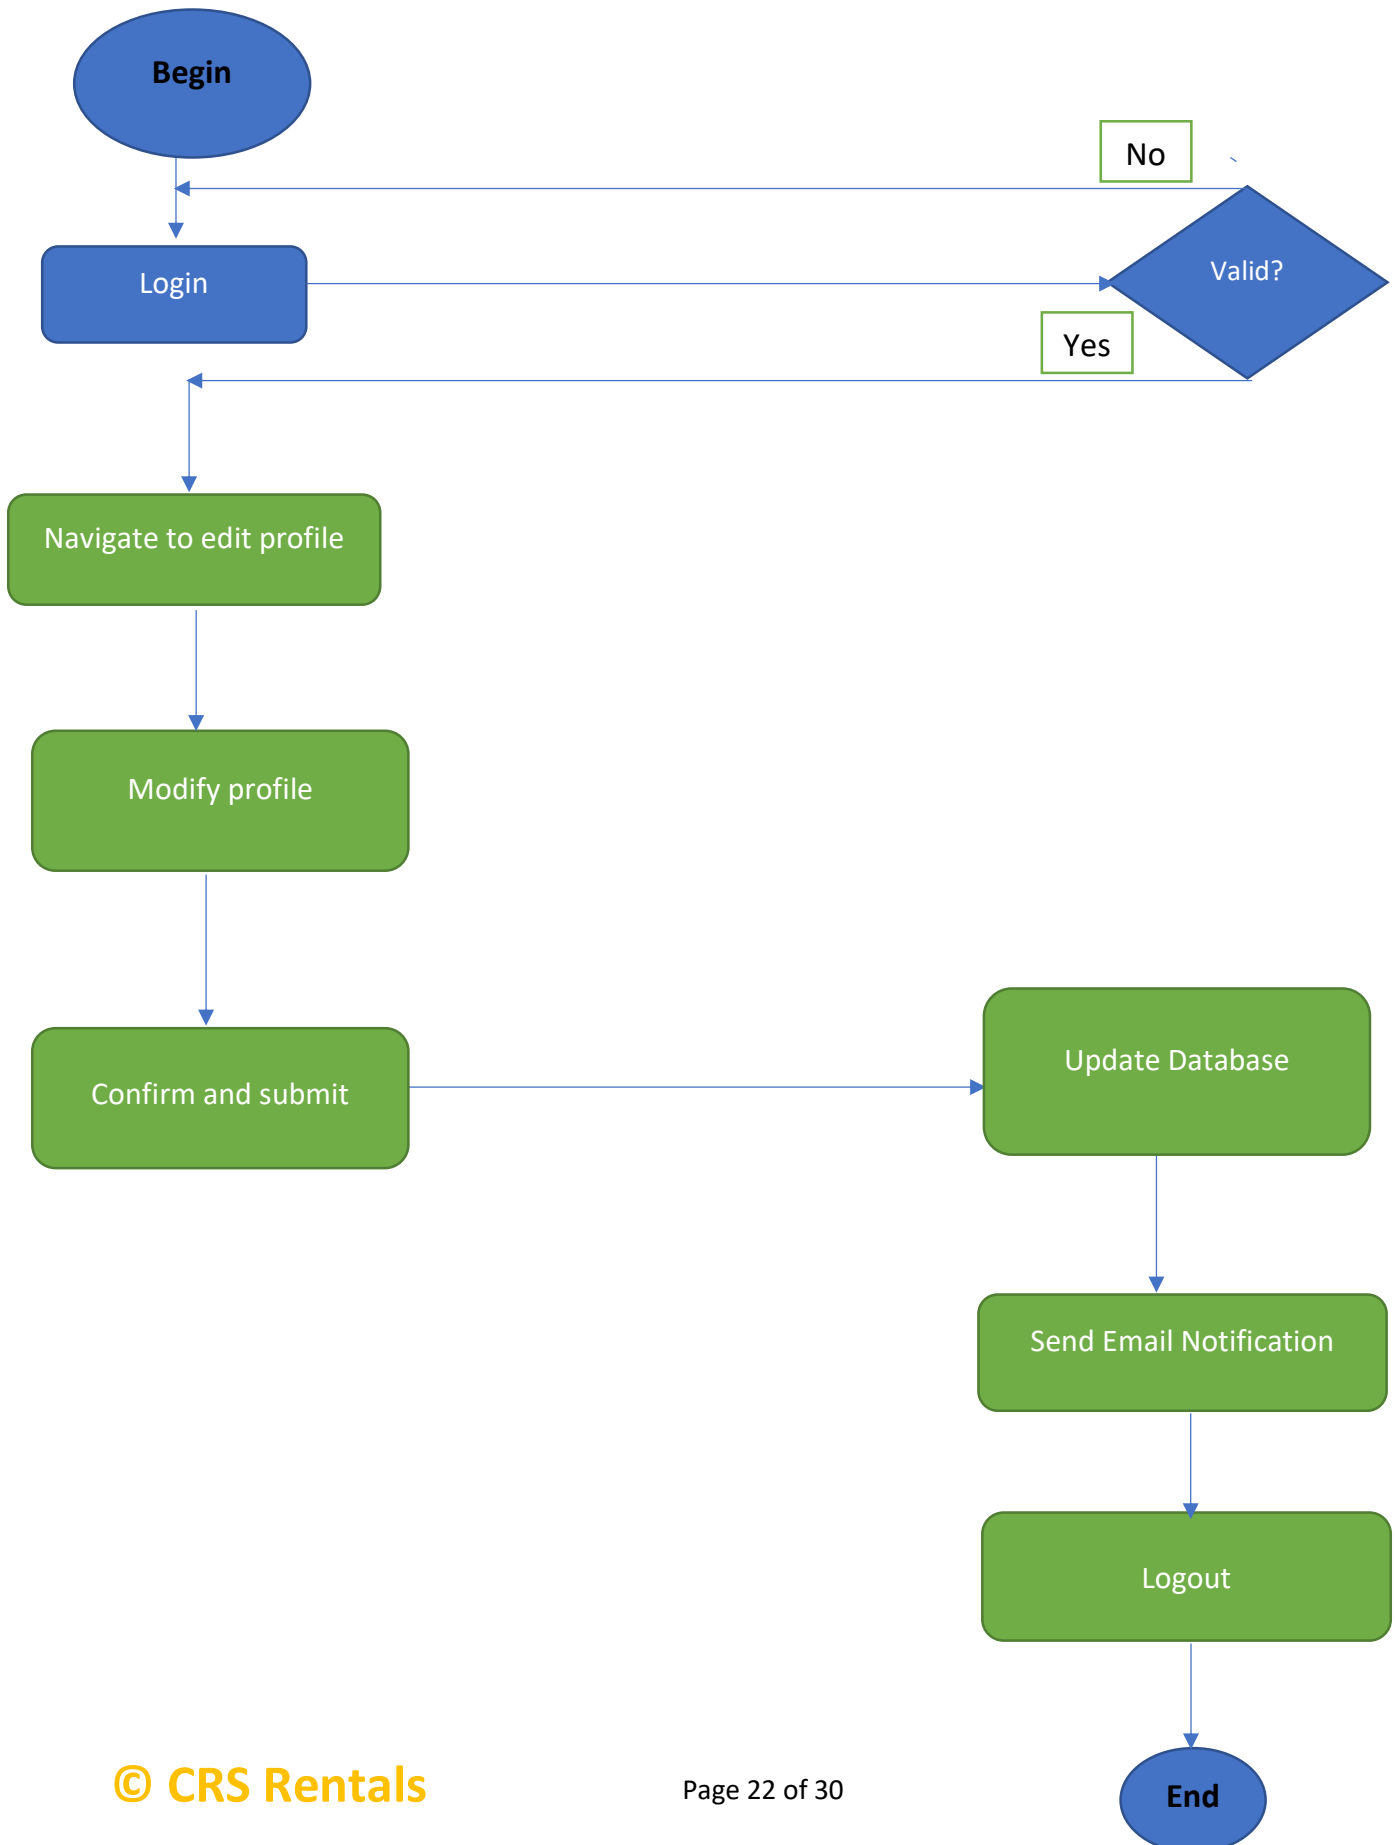 Begin
No
Valid?
Login
Yes
Navigate to edit profile
Modify profile
Update Database
Confirm and submit
Send Email Notification
Logout
© CRS Rentals
Page 22 of 30
End